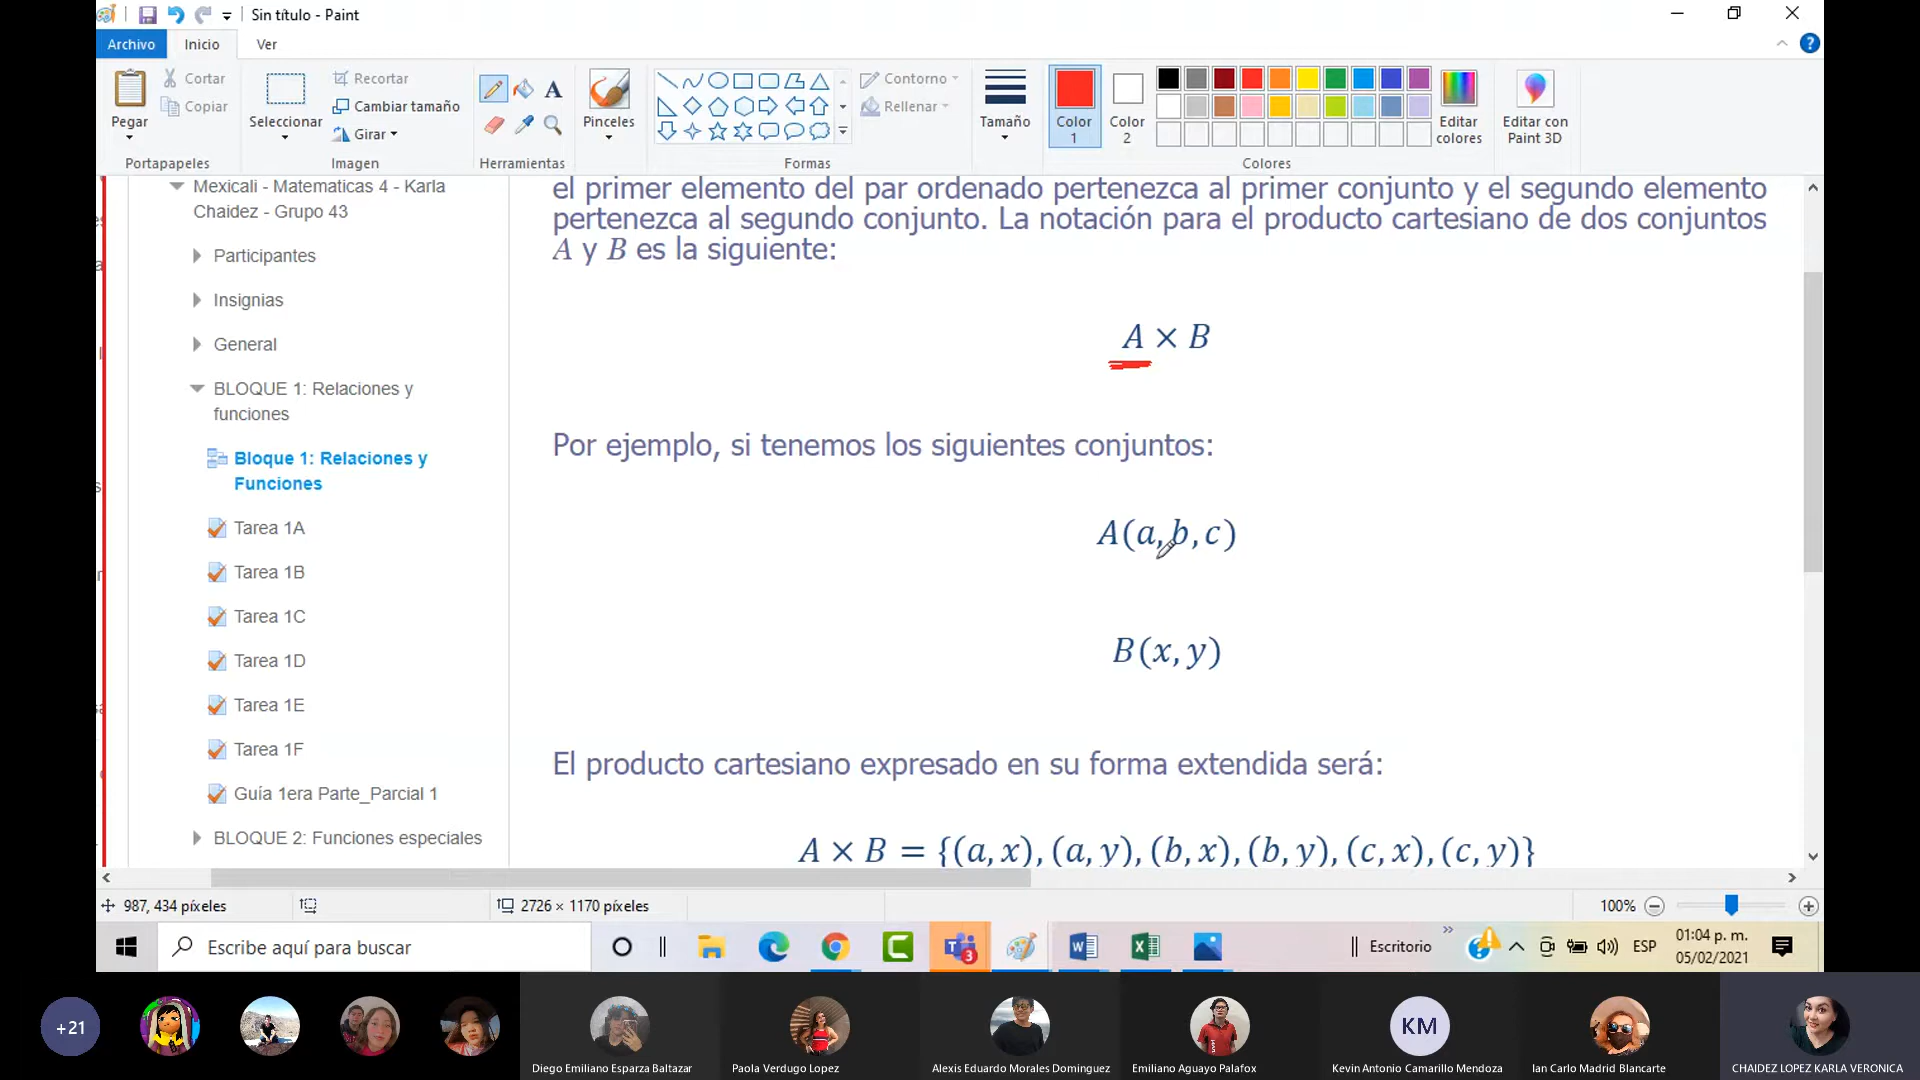 Sin título - Paint
Archivo
Inicio
Ver
Pegar
Cortar
Copiar
Portapapeles
Seleccionar
Recortar
Cambiar tamaño
Girar
Imagen
A
Herramientas
Pinceles
Contorno
Rellenar
Formas
Tamaño
Color
1
Color
2
Colores
Editar
colores
Editar con
Paint 3D
Mexicali - Matematicas 4 - Karla
Chaidez - Grupo 43
Participantes
Insignias
General
BLOQUE 1: Relaciones y
funciones
Bloque 1: Relaciones y
Funciones
Tarea 1A
Tarea 1B
Tarea 1C
Tarea 1D
Tarea 1E
Tarea 1F
Guía 1era Parte_Parcial 1
BLOQUE 2: Funciones especiales
el primer elemento del par ordenado pertenezca al primer conjunto y el segundo elemento
pertenezca al segundo conjunto. La notación para el producto cartesiano de dos conjuntos
A y B es la siguiente:
A × B
Por ejemplo, si tenemos los siguientes conjuntos:
A(a, b, c)
B(x, y)
El producto cartesiano expresado en su forma extendida será:
A × B = {(a, x), (a, y), (b, x), (b, y), (c, x), (c, y)}
987, 434 píxeles
2726 × 1170 píxeles
100%
Escribe aquí para buscar
3
Escritorio
ESP
01:04 p. m.
05/02/2021
+21
KM
Diego Emiliano Esparza Baltazar
Paola Verdugo Lopez
Alexis Eduardo Morales Dominguez
Emiliano Aguayo Palafox
Kevin Antonio Camarillo Mendoza
Ian Carlo Madrid Blancarte
CHAIDEZ LOPEZ KARLA VERONICA